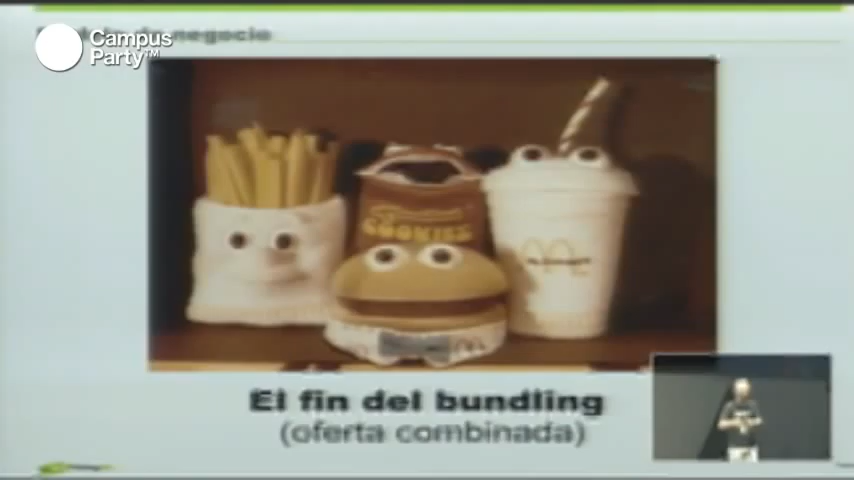 negocio
Campus
Party™
COOKIES
El fin del bundling
(oferta combinada)